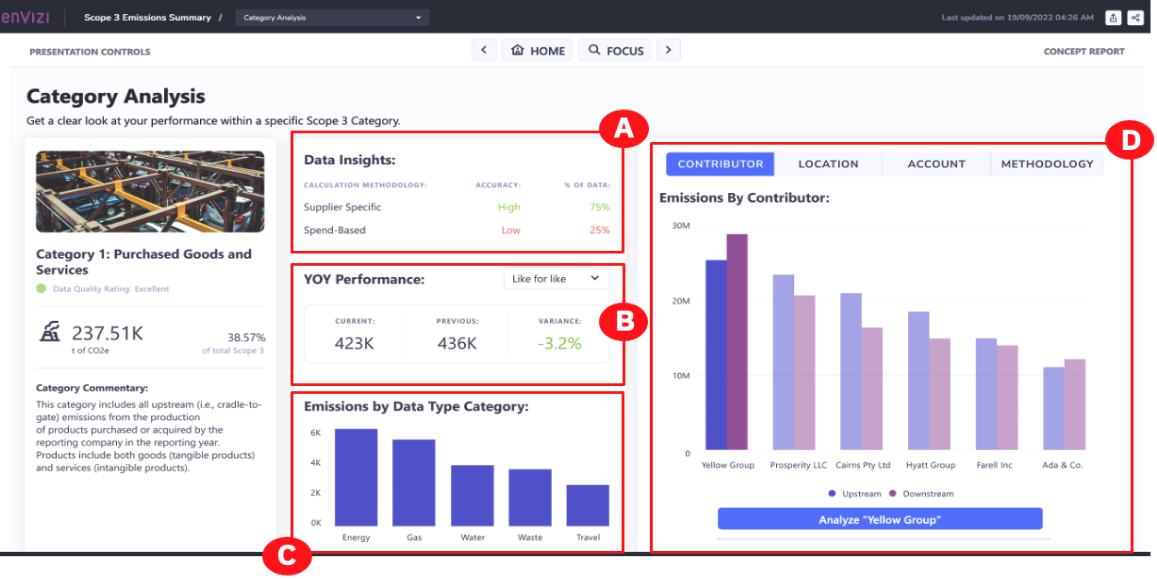 enVIZI
Scope 3 Emissions Summary / Category Analysis
Last updated on 19/09/2022 04:26 AM
PRESENTATION CONTROLS
HOME
FOCUS
CONCEPT REPORT
Category Analysis
Get a clear look at your performance within a specific Scope 3 Category.
Category 1: Purchased Goods and
Services
Data Quality Rating: Excellent
237.51K
t of CO2e
38.57%
of total Scope 3
Category Commentary:
This category includes all upstream (i.e., cradle-to-
gate) emissions from the production
of products purchased or acquired by the
reporting company in the reporting year.
Products include both goods (tangible products)
and services (intangible products).
A
Data Insights:
CALCULATION METHODOLOGY: ACCURACY: % OF DATA:
Supplier Specific High 75%
Spend-Based Low 25%
B
YOY Performance: Like for like
CURRENT: PREVIOUS: VARIANCE:
423K 436K -3.2%
C
Emissions by Data Type Category:
6K
4K
2K
0K
Energy Gas Water Waste Travel
D
CONTRIBUTOR LOCATION ACCOUNT METHODOLOGY
Emissions By Contributor:
30M
20M
10M
0
Yellow Group Prosperity LLC Cairns Pty Ltd Hyatt Group Farell Inc Ada & Co.
Upstream Downstream
Analyze "Yellow Group"